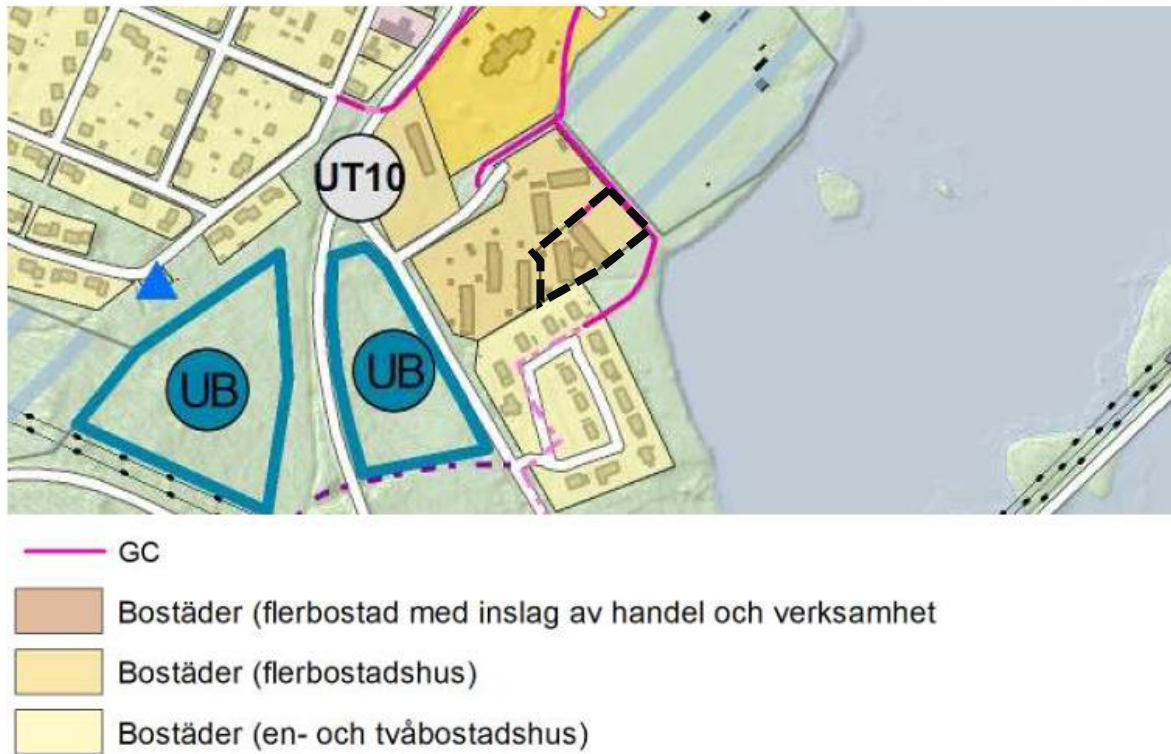 UT10
UB
UB
GC
Bostäder (flerbostad med inslag av handel och verksamhet
Bostäder (flerbostadshus)
Bostäder (en- och tvåbostadshus)